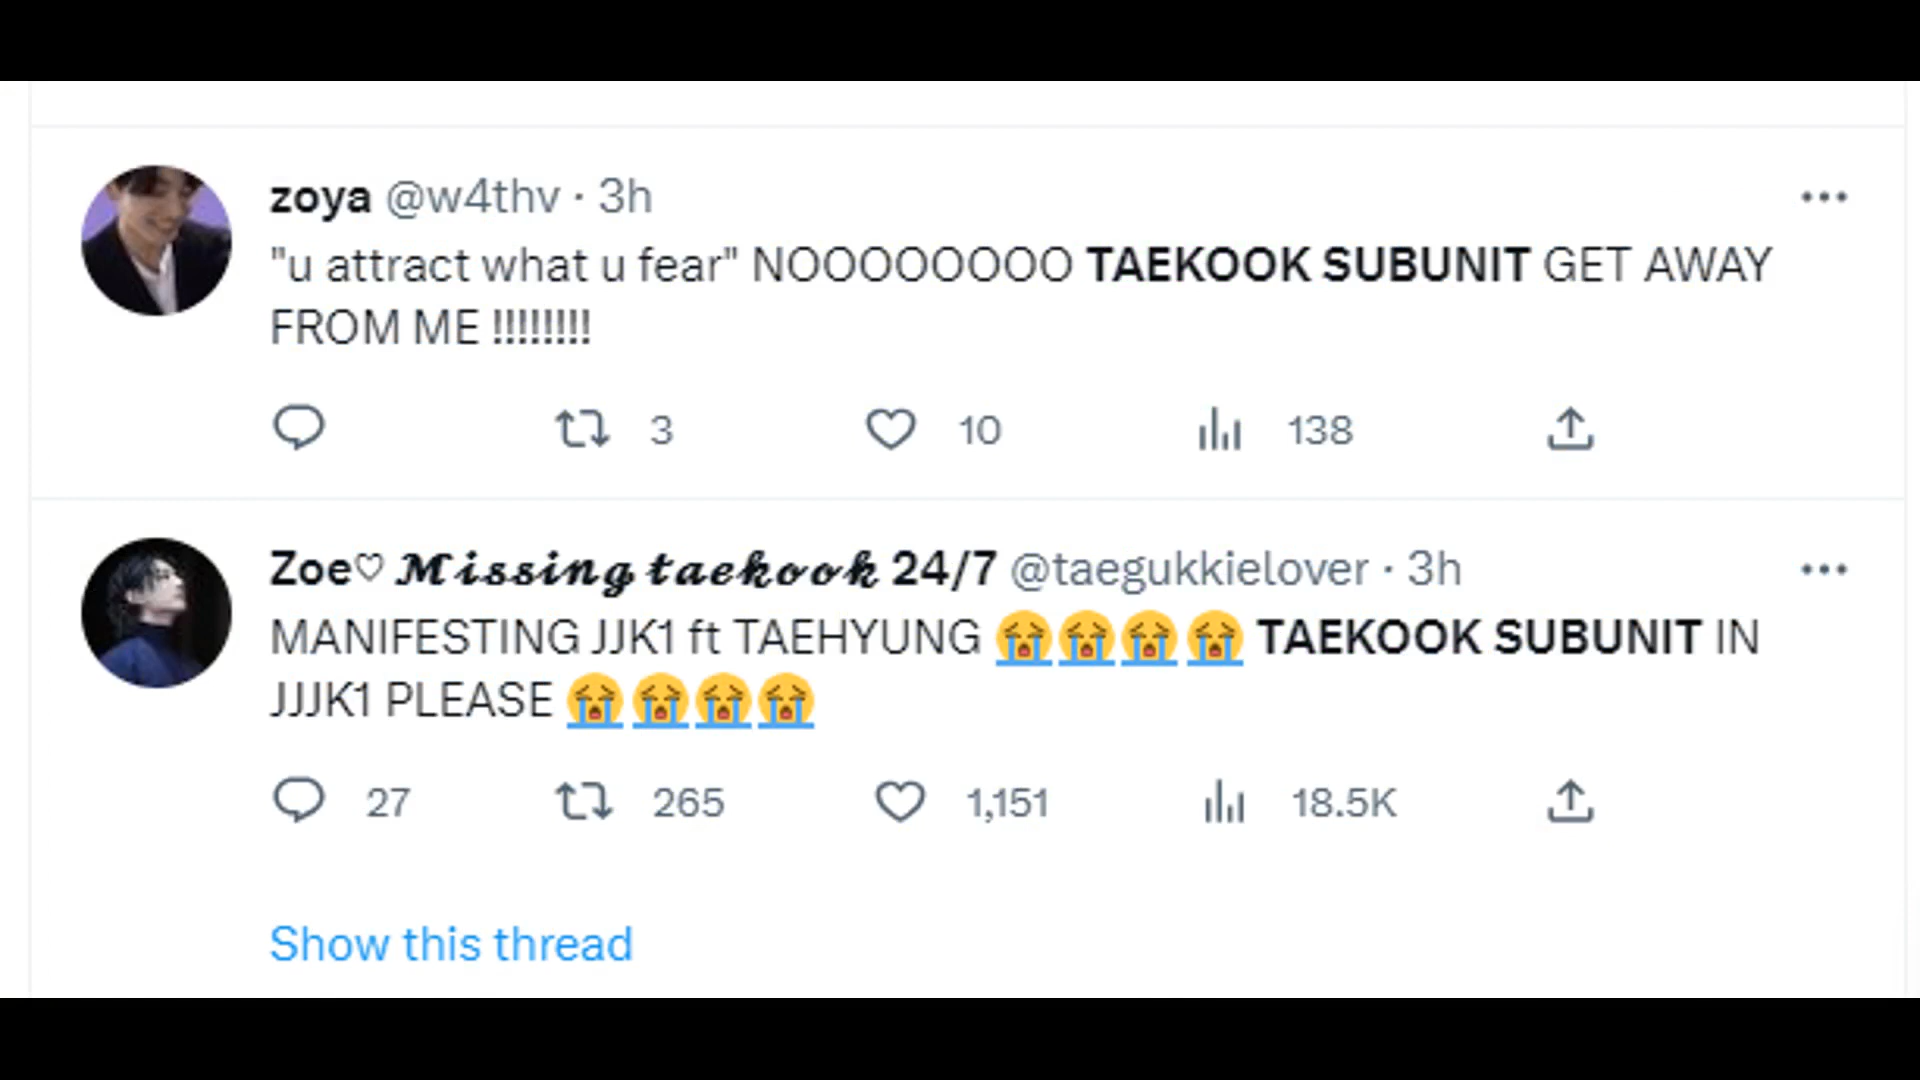 zoya @w4thv · 3h
"u attract what u fear" NOOOOOOOO TAEKOOK SUBUNIT GET AWAY
FROM ME !!!!!!!!
3 10 138
Zoe♡ 𝓜𝓲𝓼𝓼𝓲𝓷𝓰 𝓽𝓪𝓮𝓴𝓸𝓸𝓴 24/7 @taegukkielover · 3h
MANIFESTING JJK1 ft TAEHYUNG 😭😭😭😭 TAEKOOK SUBUNIT IN
JJJK1 PLEASE 😭😭😭😭
27 265 1,151 18.5K
Show this thread